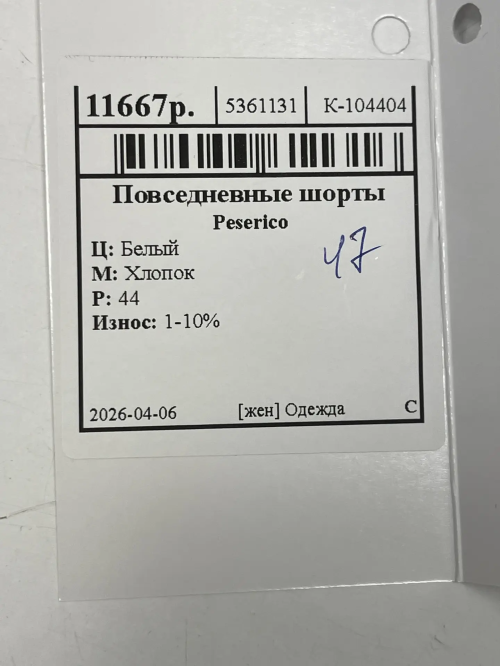 11667р. 5361131 К-104404
Повседневные шорты
Peserico
Ц: Белый
47
М: Хлопок
Р: 44
Износ: 1-10%
2026-04-06 [жен] Одежда С